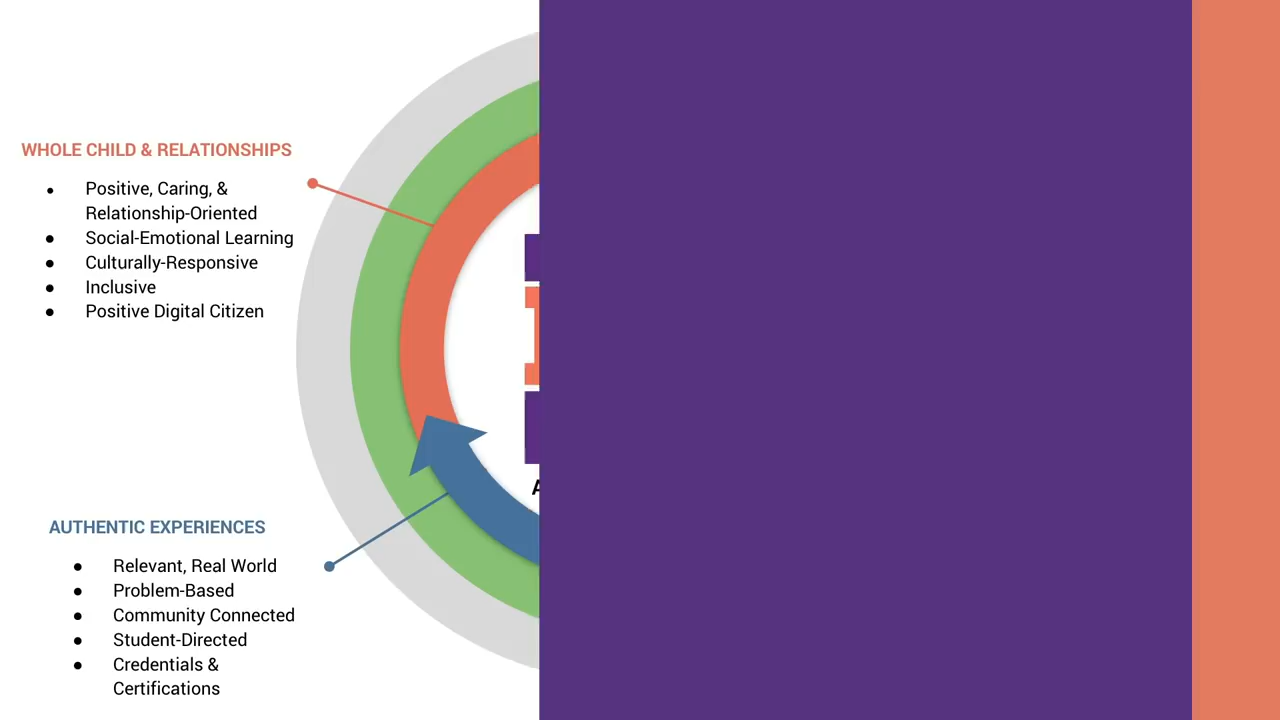 WHOLE CHILD & RELATIONSHIPS
● Positive, Caring, &
Relationship-Oriented
● Social-Emotional Learning
● Culturally-Responsive
● Inclusive
● Positive Digital Citizen
AUTHENTIC EXPERIENCES
● Relevant, Real World
● Problem-Based
● Community Connected
● Student-Directed
● Credentials &
Certifications